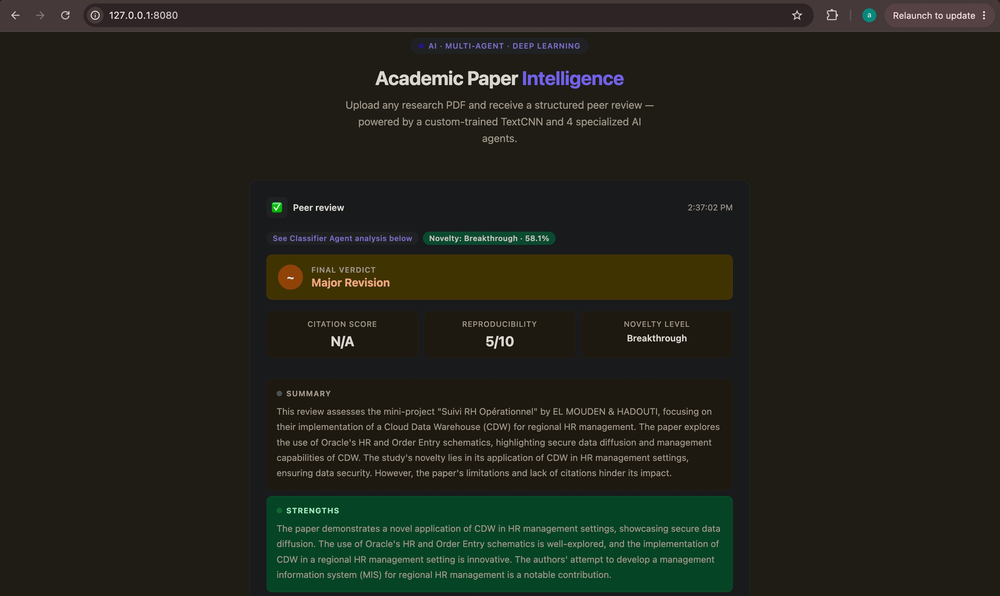 127.0.0.1:8080
a
Relaunch to update
AI · MULTI-AGENT · DEEP LEARNING
Academic Paper Intelligence
Upload any research PDF and receive a structured peer review —
powered by a custom-trained TextCNN and 4 specialized AI
agents.
Peer review
2:37:02 PM
See Classifier Agent analysis below
Novelty: Breakthrough · 58.1%
~
FINAL VERDICT
Major Revision
CITATION SCORE
N/A
REPRODUCIBILITY
5/10
NOVELTY LEVEL
Breakthrough
SUMMARY
This review assesses the mini-project "Suivi RH Opérationnel" by EL MOUDEN & HADOUTI, focusing on
their implementation of a Cloud Data Warehouse (CDW) for regional HR management. The paper explores
the use of Oracle's HR and Order Entry schematics, highlighting secure data diffusion and management
capabilities of CDW. The study's novelty lies in its application of CDW in HR management settings,
ensuring data security. However, the paper's limitations and lack of citations hinder its impact.
STRENGTHS
The paper demonstrates a novel application of CDW in HR management settings, showcasing secure data
diffusion. The use of Oracle's HR and Order Entry schematics is well-explored, and the implementation of
CDW in a regional HR management setting is innovative. The authors' attempt to develop a management
information system (MIS) for regional HR management is a notable contribution.